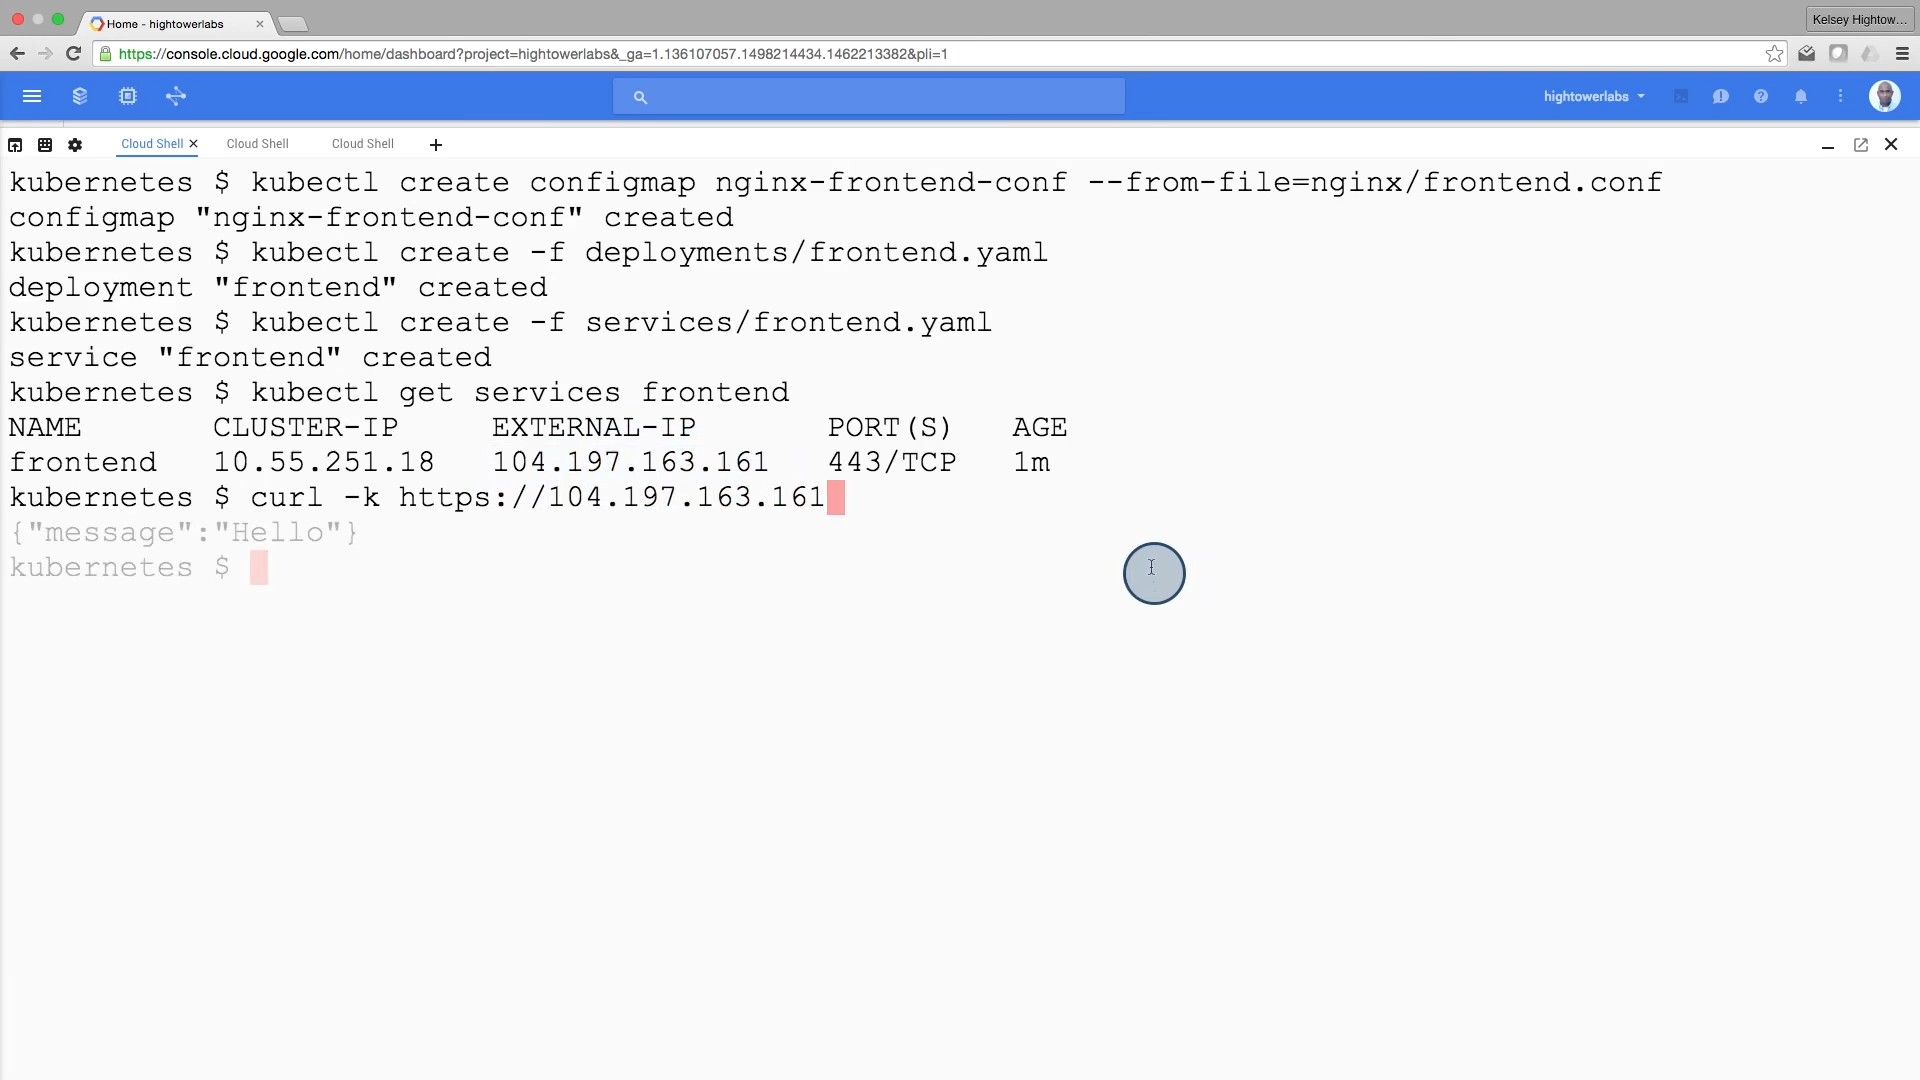 Home - hightowerlabs
Kelsey Hightow...
https://console.cloud.google.com/home/dashboard?project=hightowerlabs&_ga=1.136107057.1498214434.1462213382&pli=1
hightowerlabs
Cloud Shell
Cloud Shell
Cloud Shell
kubernetes $ kubectl create configmap nginx-frontend-conf --from-file=nginx/frontend.conf
configmap "nginx-frontend-conf" created
kubernetes $ kubectl create -f deployments/frontend.yaml
deployment "frontend" created
kubernetes $ kubectl create -f services/frontend.yaml
service "frontend" created
kubernetes $ kubectl get services frontend
NAME CLUSTER-IP EXTERNAL-IP PORT(S) AGE
frontend 10.55.251.18 104.197.163.161 443/TCP 1m
kubernetes $ curl -k https://104.197.163.161
{"message":"Hello"}
kubernetes $